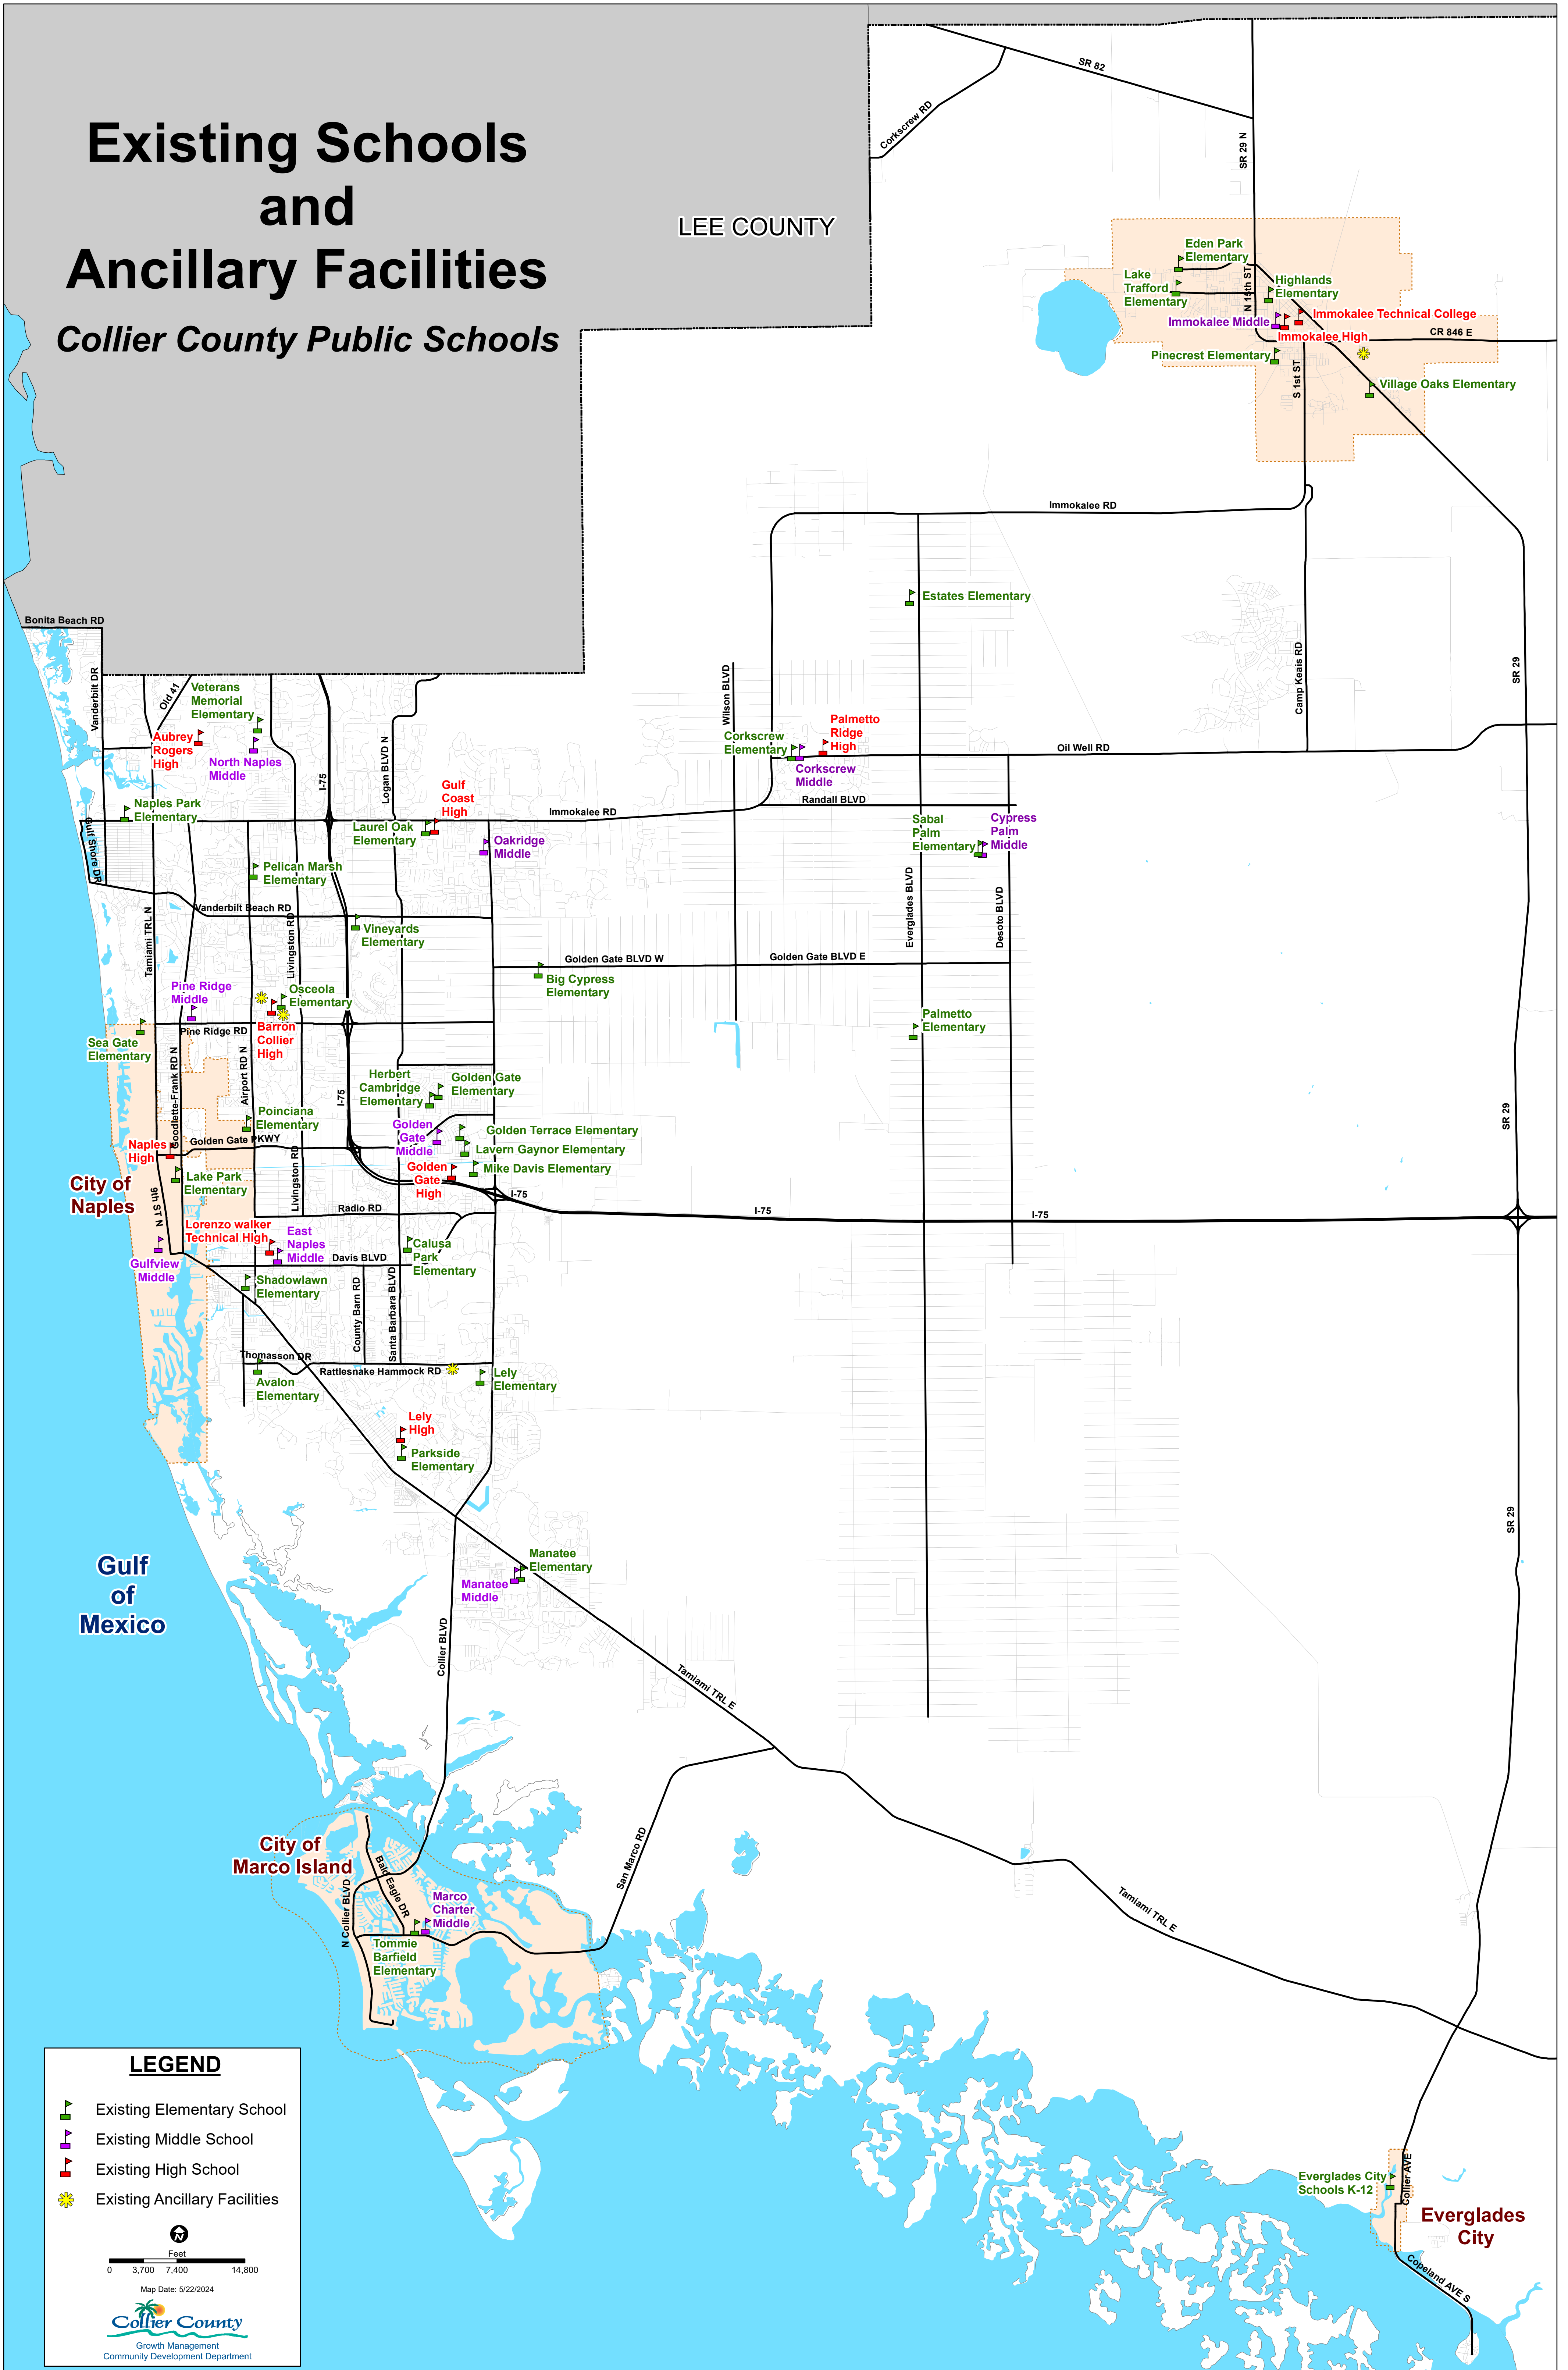 Existing Schools
and
Ancillary Facilities
Collier County Public Schools
LEE COUNTY
SR 82
Corkscrew RD
SR 29 N
Eden Park
Elementary
Lake
Trafford
Elementary
N 15th ST
Highlands
Elementary
Immokalee Middle
Immokalee Technical College
Immokalee High
CR 846 E
Pinecrest Elementary
S 1st ST
Village Oaks Elementary
Immokalee RD
Estates Elementary
Camp Keais RD
SR 29
Bonita Beach RD
Vanderbilt DR
Old 41
Veterans
Memorial
Elementary
Aubrey
Rogers
High
North Naples
Middle
I-75
Logan BLVD N
Wilson BLVD
Corkscrew
Elementary
Palmetto
Ridge
High
Corkscrew
Middle
Oil Well RD
Randall BLVD
Gulf
Coast
High
Immokalee RD
Naples Park
Elementary
Gulf Shore DR
Laurel Oak
Elementary
Oakridge
Middle
Sabal
Palm
Elementary
Cypress
Palm
Middle
Pelican Marsh
Elementary
Everglades BLVD
Desoto BLVD
Vanderbilt Beach RD
Tamiami TRL N
Livingston RD
Vineyards
Elementary
Golden Gate BLVD W
Golden Gate BLVD E
Big Cypress
Elementary
Pine Ridge
Middle
Osceola
Elementary
Barron
Collier
High
Pine Ridge RD
Sea Gate
Elementary
Palmetto
Elementary
Goodlette-Frank RD N
Airport RD N
I-75
Herbert
Cambridge
Elementary
Golden Gate
Elementary
Poinciana
Elementary
Golden
Gate
Middle
Golden Terrace Elementary
Lavern Gaynor Elementary
Mike Davis Elementary
Golden Gate PKWY
Naples
High
Golden
Gate
High
SR 29
City of
Naples
Lake Park
Elementary
Livingston RD
9th ST N
Radio RD
I-75
I-75
I-75
Lorenzo walker
Technical High
East
Naples
Middle
Calusa
Park
Elementary
Gulfview
Middle
Davis BLVD
Shadowlawn
Elementary
County Barn RD
Santa Barbara BLVD
Thomasson DR
Rattlesnake Hammock RD
Avalon
Elementary
Lely
Elementary
Lely
High
Parkside
Elementary
SR 29
Gulf
of
Mexico
Manatee
Elementary
Manatee
Middle
Collier BLVD
Tamiami TRL E
City of
Marco Island
Bald Eagle DR
N Collier BLVD
Marco
Charter
Middle
Tommie
Barfield
Elementary
San Marco RD
Tamiami TRL E
Everglades City
Schools K-12
Collier AVE
Everglades
City
Copeland AVE S
LEGEND
Existing Elementary School
Existing Middle School
Existing High School
Existing Ancillary Facilities
N
Feet
0 3,700 7,400 14,800
Map Date: 5/22/2024
Collier County
Growth Management
Community Development Department